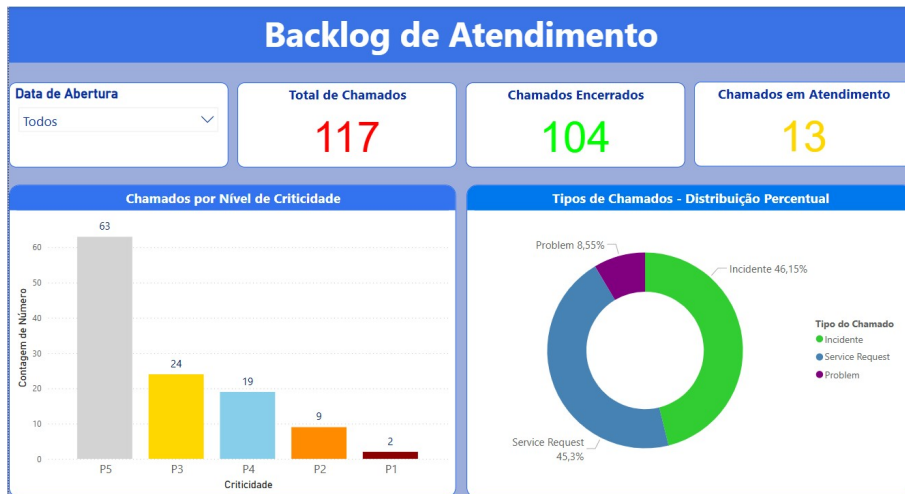 Backlog de Atendimento
Data de Abertura
Todos
Total de Chamados
117
Chamados Encerrados
104
Chamados em Atendimento
13
Chamados por Nível de Criticidade
Contagem de Número
60
50
40
30
20
10
0
63
24
19
9
2
P5
P3
P4
P2
P1
Criticidade
Tipos de Chamados - Distribuição Percentual
Problem 8,55%
Incidente 46,15%
Service Request
45,3%
Tipo do Chamado
Incidente
Service Request
Problem